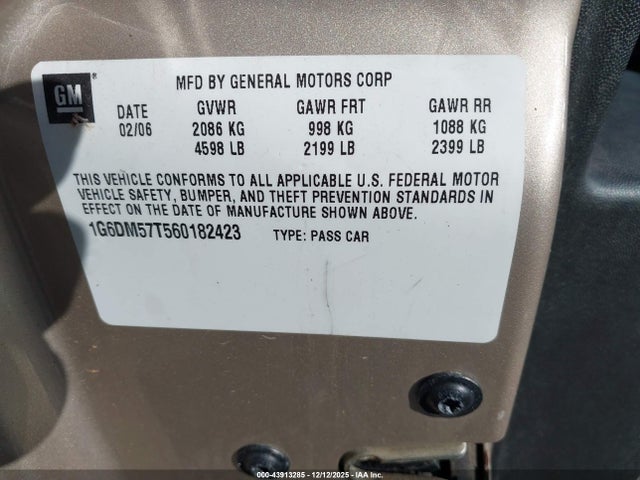 GM
MFD BY GENERAL MOTORS CORP
DATE GVWR GAWR FRT GAWR RR
02/06 2086 KG 998 KG 1088 KG
4598 LB 2199 LB 2399 LB
THIS VEHICLE CONFORMS TO ALL APPLICABLE U.S. FEDERAL MOTOR
VEHICLE SAFETY, BUMPER, AND THEFT PREVENTION STANDARDS IN
EFFECT ON THE DATE OF MANUFACTURE SHOWN ABOVE.
1G6DM57T560182423 TYPE: PASS CAR
000-43913285 - 12/12/2025 - © IAA Inc.